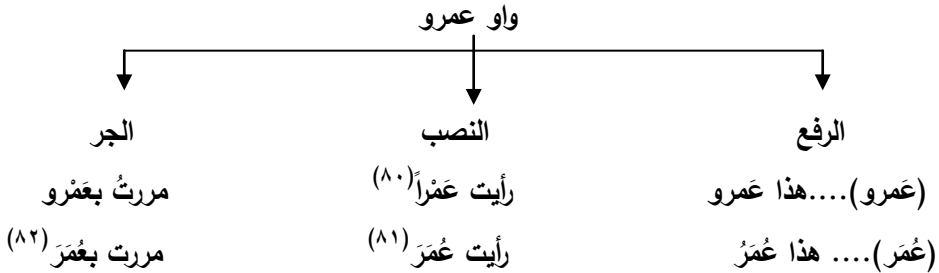 واو عمرو
الرفع النصب الجر
(عَمرو)....هذا عَمرو رأيت عَمْراً(٨٠) مررتُ بعَمْرو
(عُمَر).... هذا عُمَرُ رأيت عُمَرَ(٨١) مررت بعُمَرَ(٨٢)